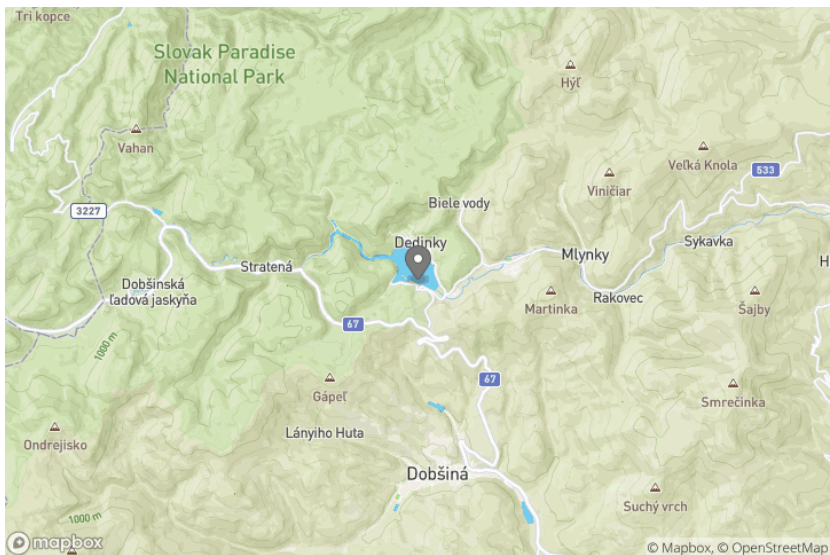 Tri kopce
Slovak Paradise
National Park
Hýľ
Vahan
Veľká Knola
533
Viničiar
Biele vody
3227
Dedinky
Sykavka
Mlynky
Stratená
H
Dobšinská
ľadová jaskyňa
Rakovec
Martinka
Šajby
67
1000 m
67
Gápeľ
Smrečinka
Ondrejisko
Lányiho Huta
Dobšiná
Suchý vrch
1000 m
mapbox
© Mapbox, © OpenStreetMap